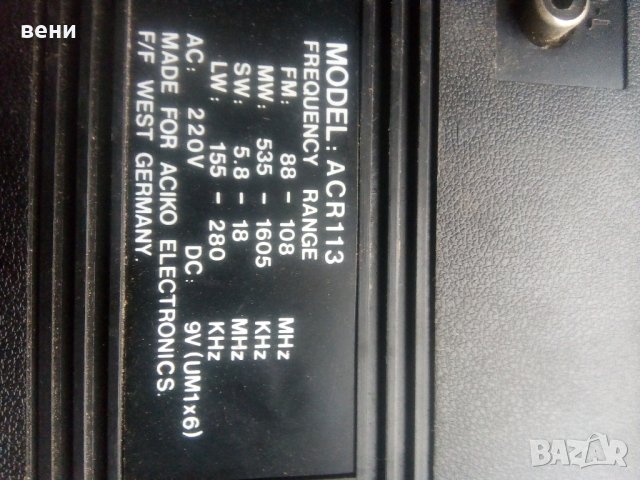 вени
MODEL: ACR113
FREQUENCY RANGE
FM: 88 - 108 MHz
MW: 535 - 1605 KHz
SW: 5.8 - 18 MHz
LW: 155 - 280 KHz
AC: 220V DC: 9V (UM1x6)
MADE FOR ACIKO ELECTRONICS.
F/F WEST GERMANY.
BAZAR